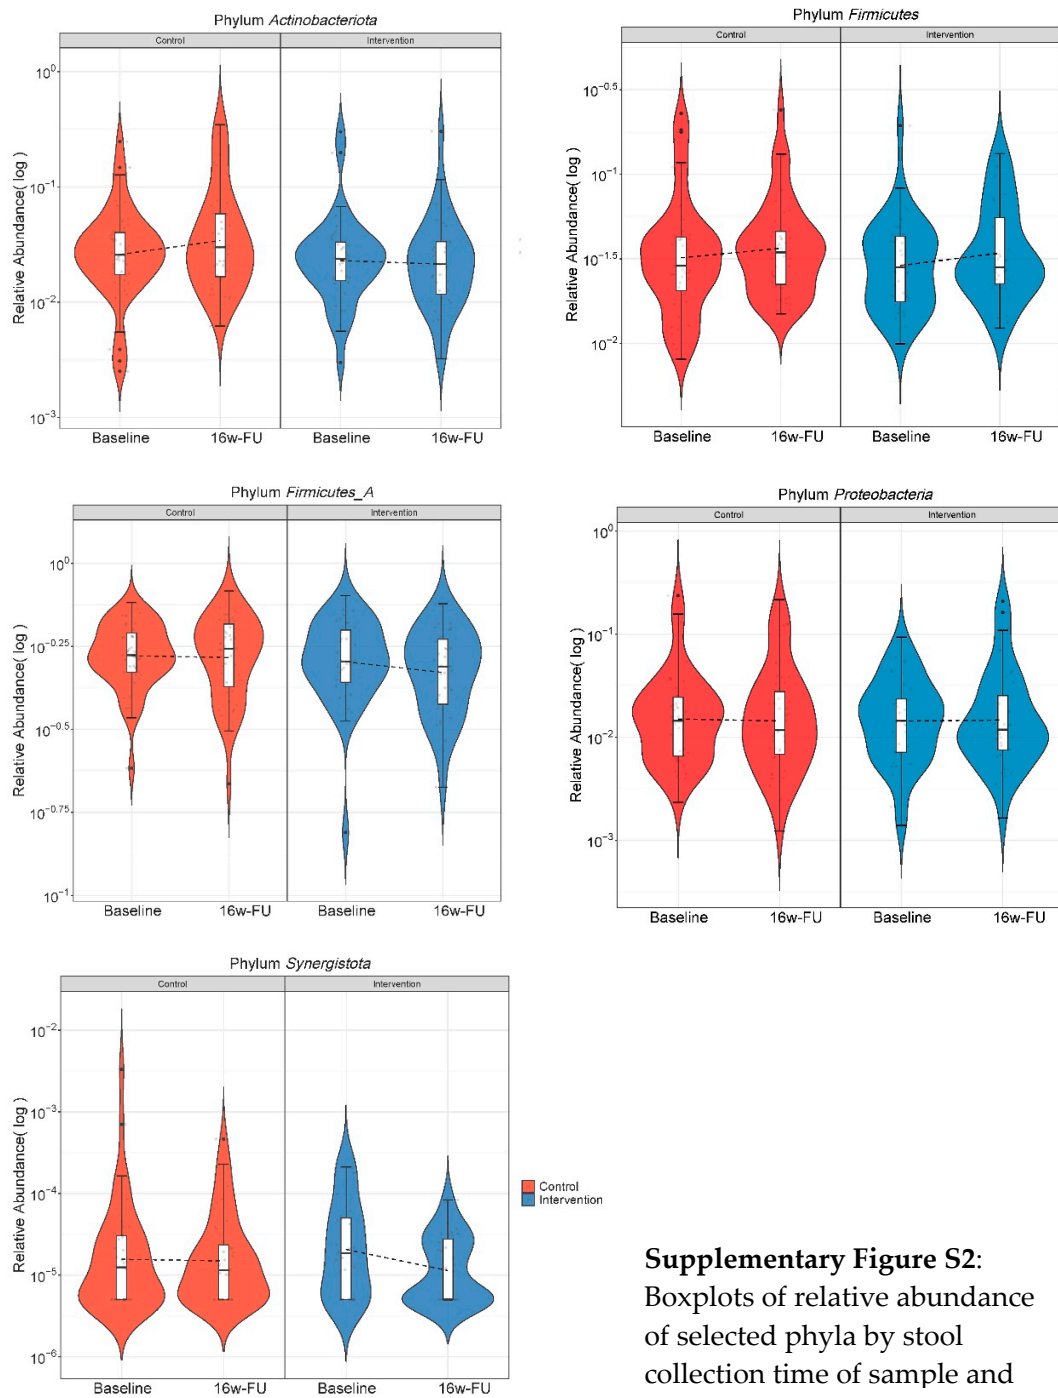 Phylum Actinobacteriota
Control Intervention
Relative Abundance( log )
10^0
10^-1
10^-2
10^-3
Baseline 16w-FU Baseline 16w-FU
Phylum Firmicutes
Control Intervention
Relative Abundance( log )
10^-0.5
10^-1
10^-1.5
10^-2
Baseline 16w-FU Baseline 16w-FU
Phylum Firmicutes_A
Control Intervention
Relative Abundance( log )
10^0
10^-0.25
10^-0.5
10^-0.75
10^-1
Baseline 16w-FU Baseline 16w-FU
Phylum Proteobacteria
Control Intervention
Relative Abundance( log )
10^0
10^-1
10^-2
10^-3
Baseline 16w-FU Baseline 16w-FU
Phylum Synergistota
Control Intervention
Relative Abundance( log )
10^-2
10^-3
10^-4
10^-5
10^-6
Baseline 16w-FU Baseline 16w-FU
Control
Intervention
Supplementary Figure S2:
Boxplots of relative abundance
of selected phyla by stool
collection time of sample and